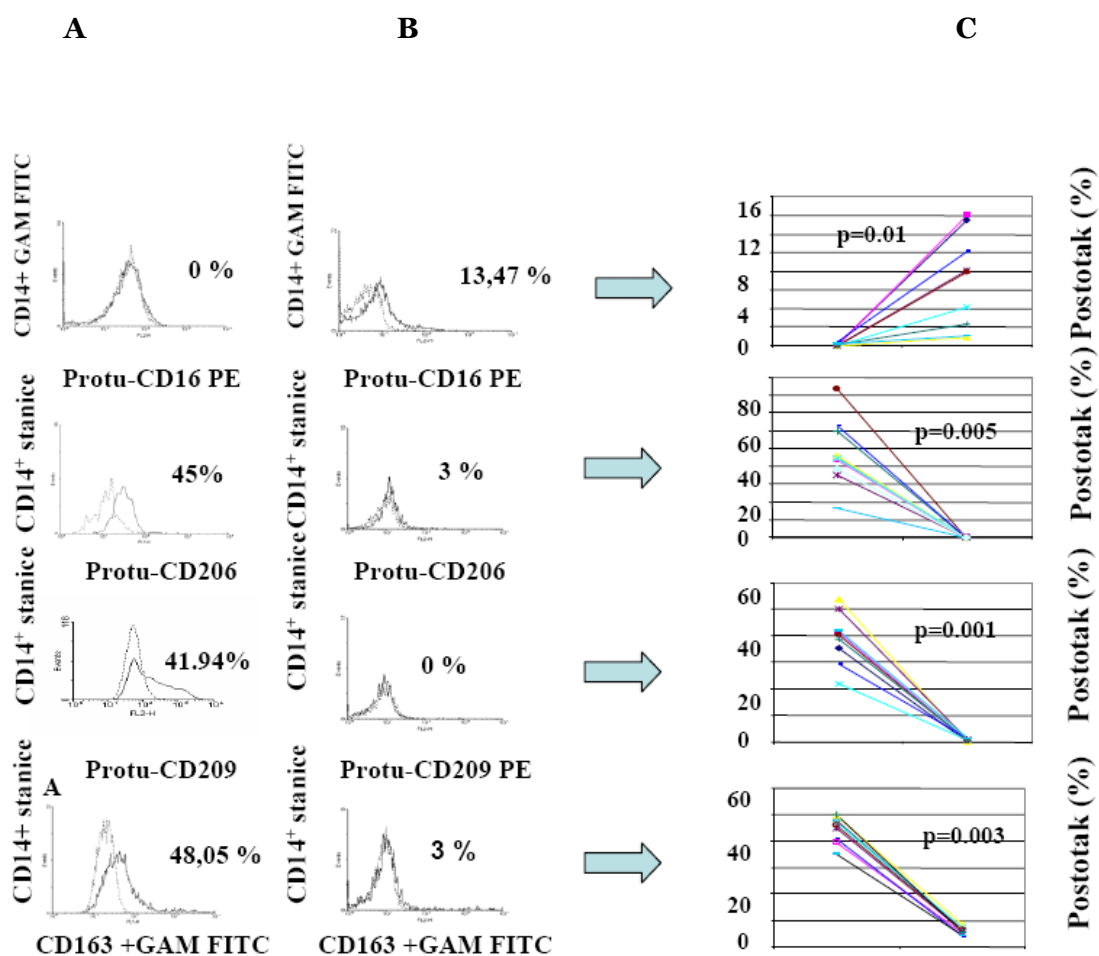 A B C
CD14+ GAM FITC
0 %
Protu-CD16 PE
CD14+ GAM FITC
13,47 %
Protu-CD16 PE
p=0.01
16
12
8
4
0
Postotak (%)
CD14+ stanice
45%
Protu-CD206
CD14+ stanice
3 %
Protu-CD206
p=0.005
80
60
40
20
0
Postotak (%)
CD14+ stanice
118
Events
41.94%
FL2-H
Protu-CD209
CD14+ stanice
0 %
Protu-CD209 PE
p=0.001
60
40
20
0
Postotak (%)
CD14+ stanice
A
48,05 %
CD163 +GAM FITC
CD14+ stanice
3 %
CD163 +GAM FITC
p=0.003
60
40
20
0
Postotak (%)